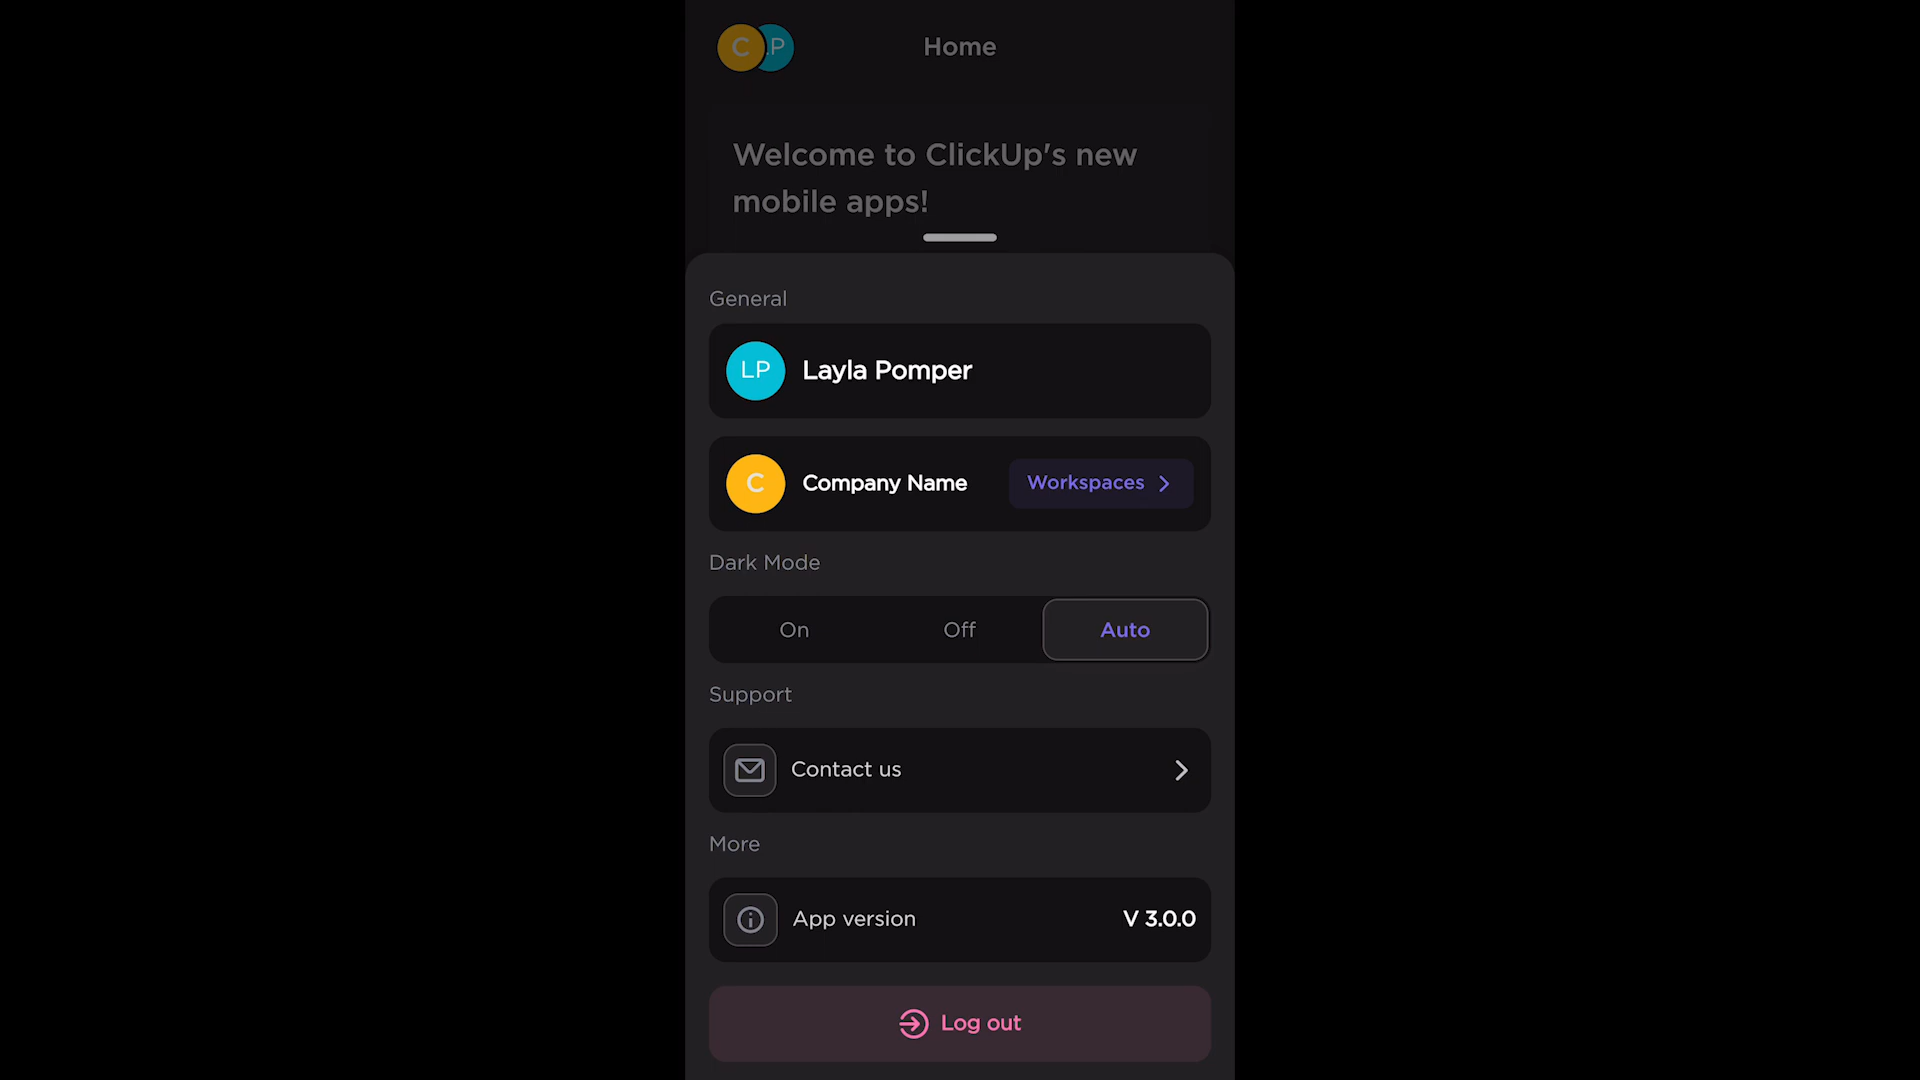 C LP Home
Welcome to ClickUp's new
mobile apps!
General
LP Layla Pomper
C Company Name Workspaces
Dark Mode
On Off Auto
Support
Contact us
More
App version V 3.0.0
Log out